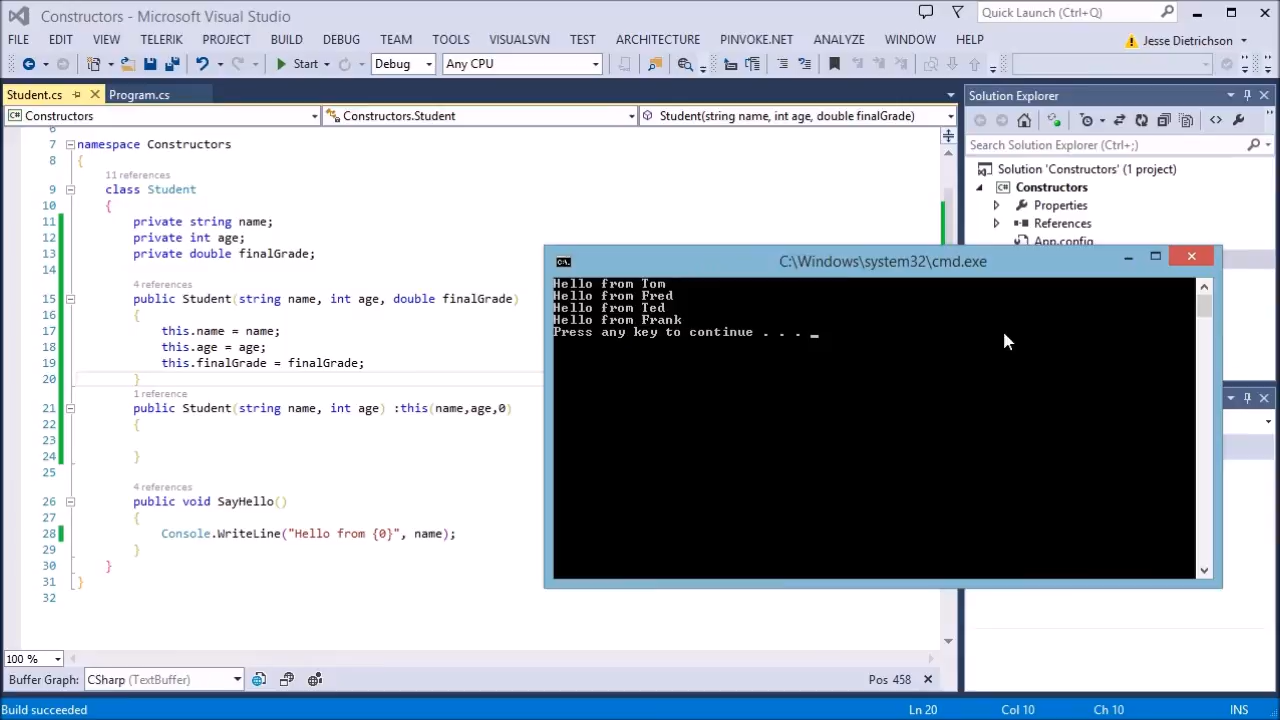 Constructors - Microsoft Visual Studio
Quick Launch (Ctrl+Q)
FILE EDIT VIEW TELERIK PROJECT BUILD DEBUG TEAM TOOLS VISUALSVN TEST ARCHITECTURE PINVOKE.NET ANALYZE WINDOW HELP
Jesse Dietrichson
Start Debug Any CPU
Student.cs Program.cs
Constructors Constructors.Student Student(string name, int age, double finalGrade)
6
7 namespace Constructors
8 {
11 references
9 class Student
10 {
11 private string name;
12 private int age;
13 private double finalGrade;
14
4 references
15 public Student(string name, int age, double finalGrade)
16 {
17 this.name = name;
18 this.age = age;
19 this.finalGrade = finalGrade;
20 }
1 reference
21 public Student(string name, int age) :this(name,age,0)
22 {
23
24 }
25
4 references
26 public void SayHello()
27 {
28 Console.WriteLine("Hello from {0}", name);
29 }
30 }
31 }
32
100 %
Buffer Graph: CSharp (TextBuffer) Pos 458
Build succeeded Ln 20 Col 10 Ch 10 INS
Solution Explorer
Search Solution Explorer (Ctrl+;)
Solution 'Constructors' (1 project)
C# Constructors
Properties
References
App.config
C:\Windows\system32\cmd.exe
Hello from Tom
Hello from Fred
Hello from Ted
Hello from Frank
Press any key to continue . . . _